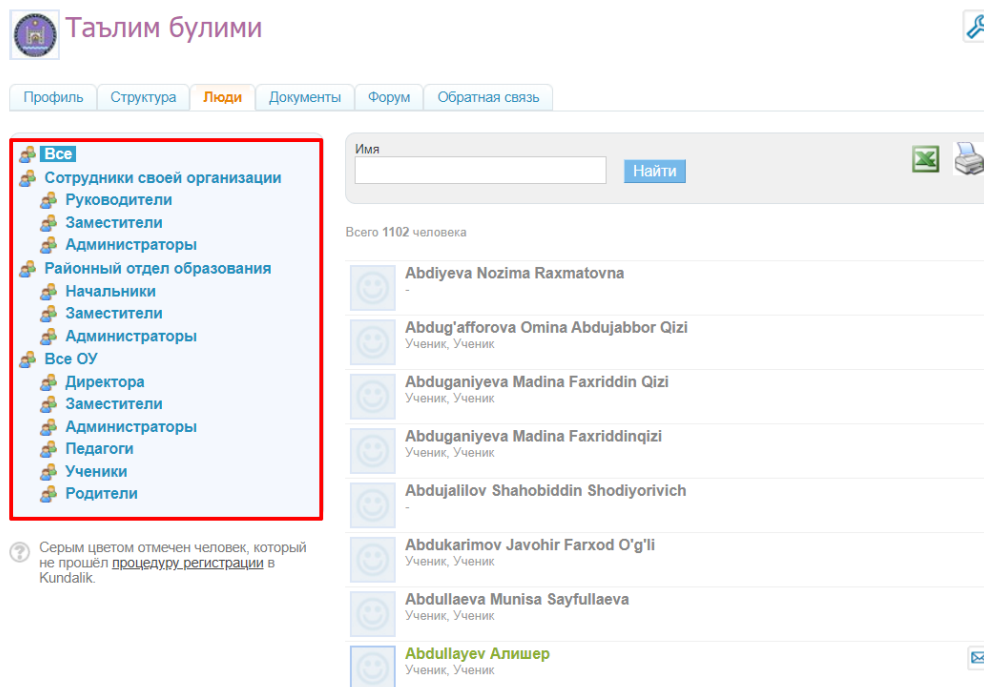 Таълим булими
Профиль
Структура
Люди
Документы
Форум
Обратная связь
Все
Сотрудники своей организации
Руководители
Заместители
Администраторы
Районный отдел образования
Начальники
Заместители
Администраторы
Все ОУ
Директора
Заместители
Администраторы
Педагоги
Ученики
Родители
Серым цветом отмечен человек, который
не прошёл процедуру регистрации в
Kundalik.
Имя
Найти
Всего 1102 человека
Abdiyeva Nozima Raxmatovna
-
Abdug'afforova Omina Abdujabbor Qizi
Ученик, Ученик
Abduganiyeva Madina Faxriddin Qizi
Ученик, Ученик
Abduganiyeva Madina Faxriddinqizi
Ученик, Ученик
Abdujalilov Shahobiddin Shodiyorivich
-
Abdukarimov Javohir Farxod O'g'li
Ученик, Ученик
Abdullaeva Munisa Sayfullaeva
Ученик, Ученик
Abdullayev Алишер
Ученик, Ученик